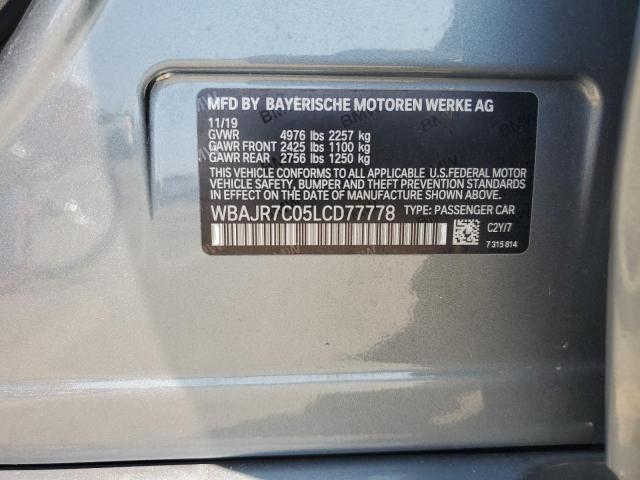 MFD BY BAYERISCHE MOTOREN WERKE AG
11/19
GVWR 4976 lbs 2257 kg
GAWR FRONT 2425 lbs 1100 kg
GAWR REAR 2756 lbs 1250 kg
THIS VEHICLE CONFORMS TO ALL APPLICABLE U.S.FEDERAL MOTOR
VEHICLE SAFETY, BUMPER AND THEFT PREVENTION STANDARDS
IN EFFECT ON THE DATE OF MANUFACTURE SHOWN ABOVE.
WBAJR7C05LCD77778 TYPE: PASSENGER CAR
C2Y/7
7 315 814